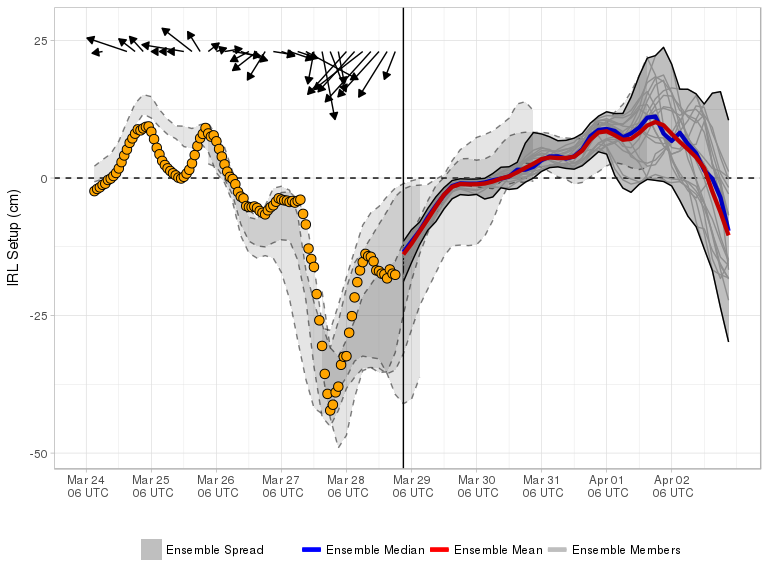 25
0
-25
-50
IRL Setup (cm)
Mar 24 Mar 25 Mar 26 Mar 27 Mar 28 Mar 29 Mar 30 Mar 31 Apr 01 Apr 02
06 UTC 06 UTC 06 UTC 06 UTC 06 UTC 06 UTC 06 UTC 06 UTC 06 UTC 06 UTC
Ensemble Spread Ensemble Median Ensemble Mean Ensemble Members